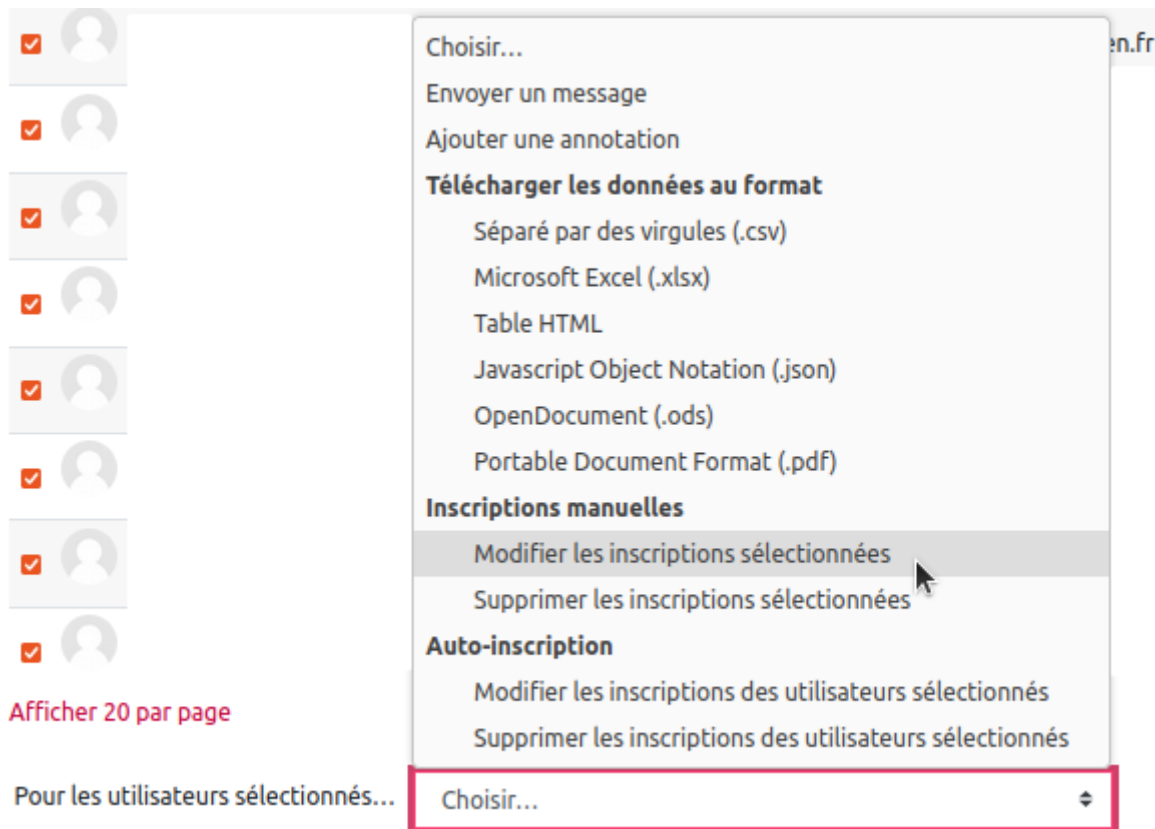 Choisir...
en.fr
Envoyer un message
Ajouter une annotation
Télécharger les données au format
Séparé par des virgules (.csv)
Microsoft Excel (.xlsx)
Table HTML
Javascript Object Notation (.json)
OpenDocument (.ods)
Portable Document Format (.pdf)
Inscriptions manuelles
Modifier les inscriptions sélectionnées
Supprimer les inscriptions sélectionnées
Auto-inscription
Modifier les inscriptions des utilisateurs sélectionnés
Afficher 20 par page
Supprimer les inscriptions des utilisateurs sélectionnés
Pour les utilisateurs sélectionnés... Choisir...